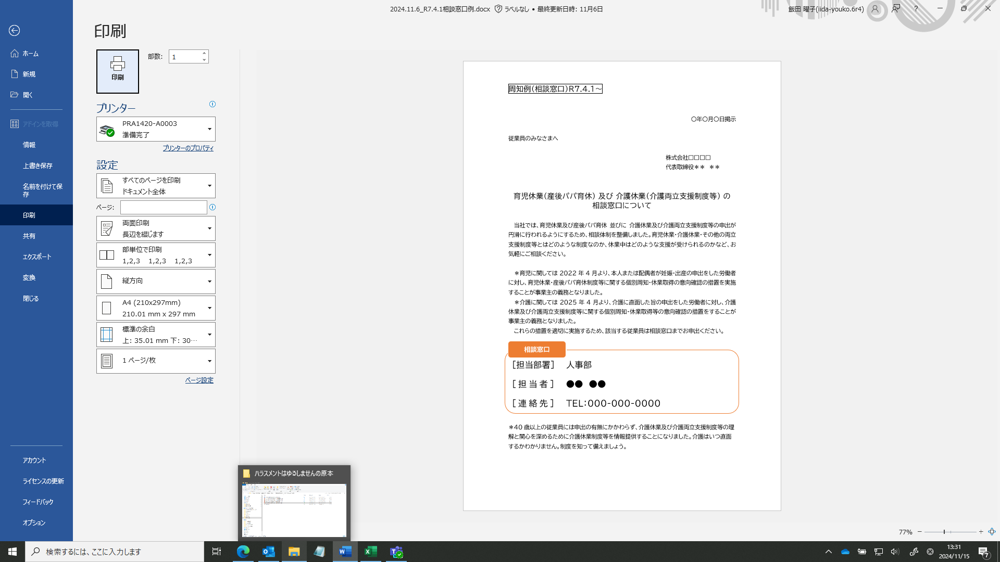 2024.11.6_R7.4.1相談窓口例.docx ラベルなし • 最終更新日時: 11月6日
飯田 曜子(iida-youko.6r4)
?
印刷
ホーム
新規
開く
アドインを取得
情報
上書き保存
名前を付けて保
存
印刷
共有
エクスポート
変換
閉じる
アカウント
ライセンスの更新
フィードバック
オプション
印刷
部数: 1
プリンター
PRA1420-A0003
準備完了
プリンターのプロパティ
設定
すべてのページを印刷
ドキュメント全体
ページ:
両面印刷
長辺を綴じます
部単位で印刷
1,2,3 1,2,3 1,2,3
縦方向
A4 (210x297mm)
210.01 mm x 297 mm
標準の余白
上: 35.01 mm 下: 30…
1 ページ/枚
ページ設定
周知例(相談窓口)R7.4.1~
〇年〇月〇日掲示
従業員のみなさまへ
株式会社□□□□
代表取締役＊＊ ＊＊
育児休業(産後パパ育休) 及び 介護休業(介護両立支援制度等) の
相談窓口について
当社では、育児休業及び産後パパ育休 並びに 介護休業及び介護両立支援制度等の申出が
円滑に行われるようにするため、相談体制を整備しました。育児休業・介護休業・その他の両立
支援制度等とはどのような制度なのか、休業中はどのような支援が受けられるのかなど、お
気軽にご相談ください。
＊育児に関しては 2022 年 4 月より、本人または配偶者が妊娠・出産の申出をした労働者
に対し、育児休業・産後パパ育休制度等に関する個別周知・休業取得の意向確認の措置を実施
することが事業主の義務となりました。
＊介護に関しては 2025 年 4 月より、介護に直面した旨の申出をした労働者に対し、介護
休業及び介護両立支援制度等に関する個別周知・休業取得等の意向確認の措置をすることが
事業主の義務となりました。
これらの措置を適切に実施するため、該当する従業員は相談窓口までお申出ください。
相談窓口
［担当部署］ 人事部
［担 当 者］ ●● ●●
［連 絡 先］ TEL：000-000-0000
＊40 歳以上の従業員には申出の有無にかかわらず、介護休業及び介護両立支援制度等の理
解と関心を深めるために介護休業制度等を情報提供することになりました。介護はいつ直面
するかわかりません。制度を知って備えましょう。
ハラスメントはゆるしませんの原本
77%
検索するには、ここに入力します
13:31
2024/11/15
7